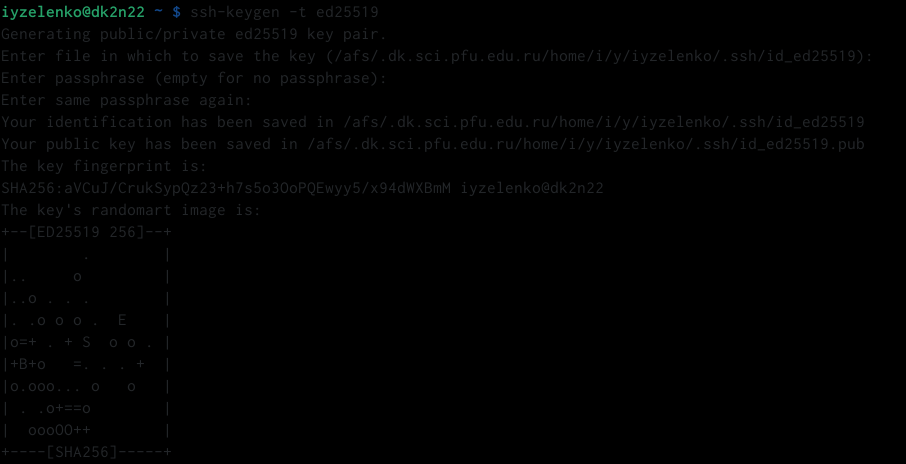 iyzelenko@dk2n22 ~ $ ssh-keygen -t ed25519
Generating public/private ed25519 key pair.
Enter file in which to save the key (/afs/.dk.sci.pfu.edu.ru/home/i/y/iyzelenko/.ssh/id_ed25519):
Enter passphrase (empty for no passphrase):
Enter same passphrase again:
Your identification has been saved in /afs/.dk.sci.pfu.edu.ru/home/i/y/iyzelenko/.ssh/id_ed25519
Your public key has been saved in /afs/.dk.sci.pfu.edu.ru/home/i/y/iyzelenko/.ssh/id_ed25519.pub
The key fingerprint is:
SHA256:aVCuJ/CrukSypQz23+h7s5o3OoPQEwyy5/x94dWXBmM iyzelenko@dk2n22
The key's randomart image is:
+--[ED25519 256]--+
|        .        |
|..     o         |
|..o . . .        |
|. .o o o .  E    |
|o=+ . + S  o o . |
|+B+o   =. . . +  |
|o.ooo... o   o   |
| . .o+==o        |
|  oooOO++        |
+----[SHA256]-----+